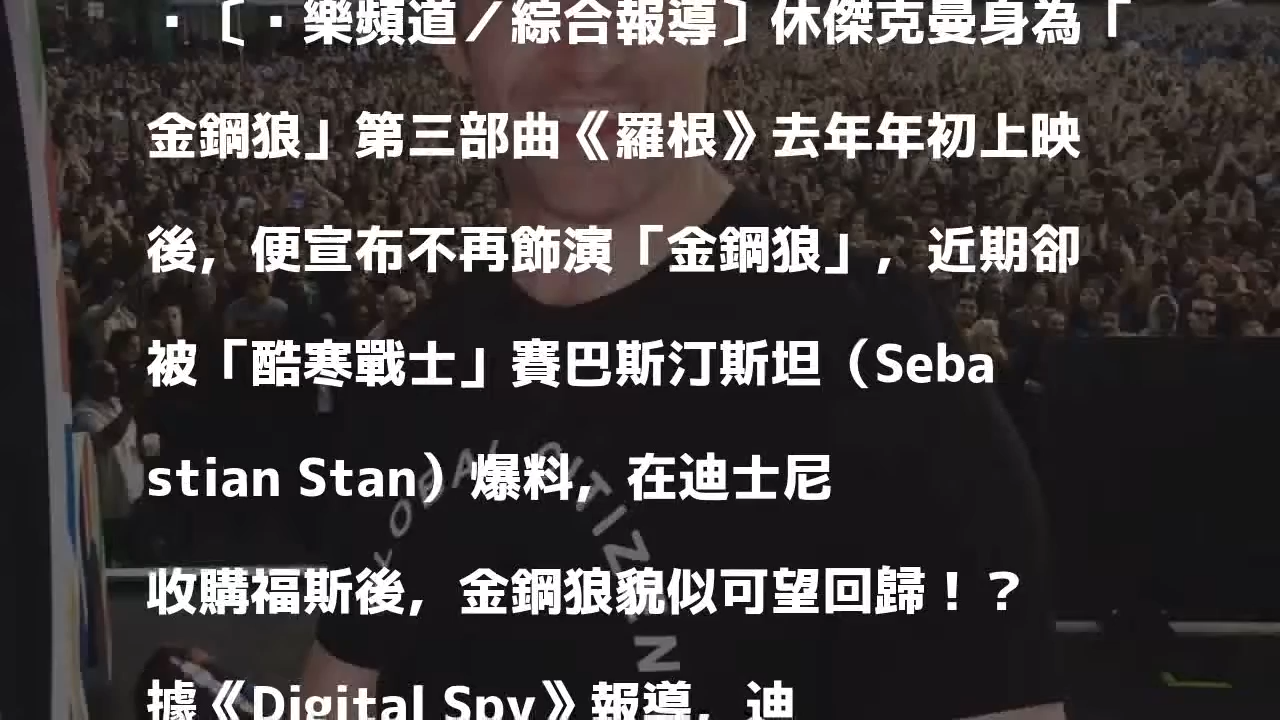 ·〔·樂頻道／綜合報導〕休傑克曼身為「
金鋼狼」第三部曲《羅根》去年年初上映
後，便宣布不再飾演「金鋼狼」，近期卻
被「酷寒戰士」賽巴斯汀斯坦（Seba
stian Stan）爆料，在迪士尼
收購福斯後，金鋼狼貌似可望回歸！？
據《Digital Spy》報導，迪
GLOBAL CITIZEN